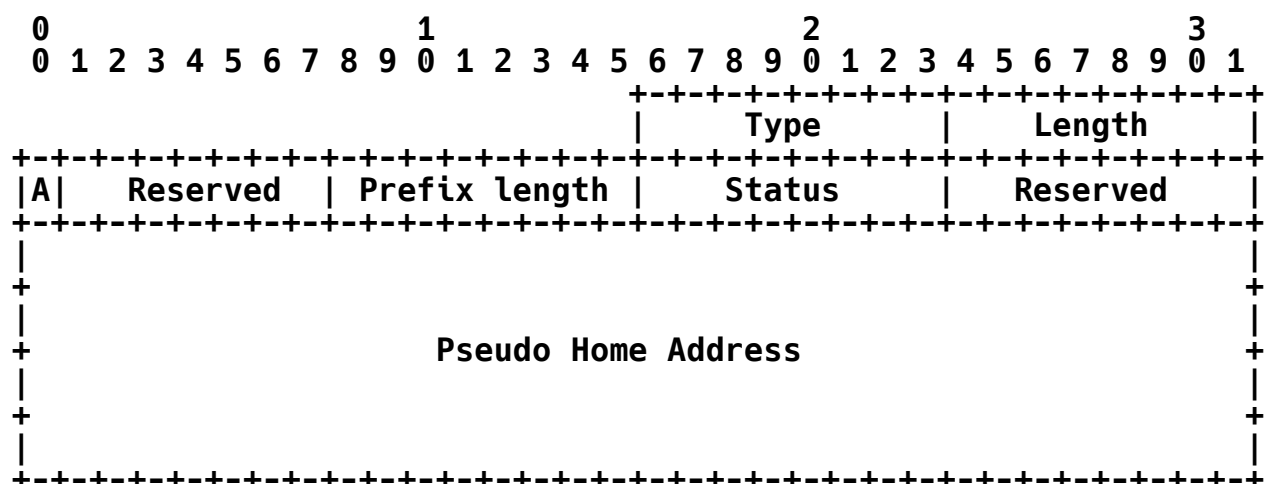 0                   1                   2                   3
 0 1 2 3 4 5 6 7 8 9 0 1 2 3 4 5 6 7 8 9 0 1 2 3 4 5 6 7 8 9 0 1
                                +-+-+-+-+-+-+-+-+-+-+-+-+-+-+-+-+
                                |     Type      |    Length     |
+-+-+-+-+-+-+-+-+-+-+-+-+-+-+-+-+-+-+-+-+-+-+-+-+-+-+-+-+-+-+-+-+
|A|   Reserved  | Prefix length |    Status     |   Reserved    |
+-+-+-+-+-+-+-+-+-+-+-+-+-+-+-+-+-+-+-+-+-+-+-+-+-+-+-+-+-+-+-+-+
|                                                               |
+                                                               +
|                                                               |
+                     Pseudo Home Address                       +
|                                                               |
+                                                               +
|                                                               |
+-+-+-+-+-+-+-+-+-+-+-+-+-+-+-+-+-+-+-+-+-+-+-+-+-+-+-+-+-+-+-+-+